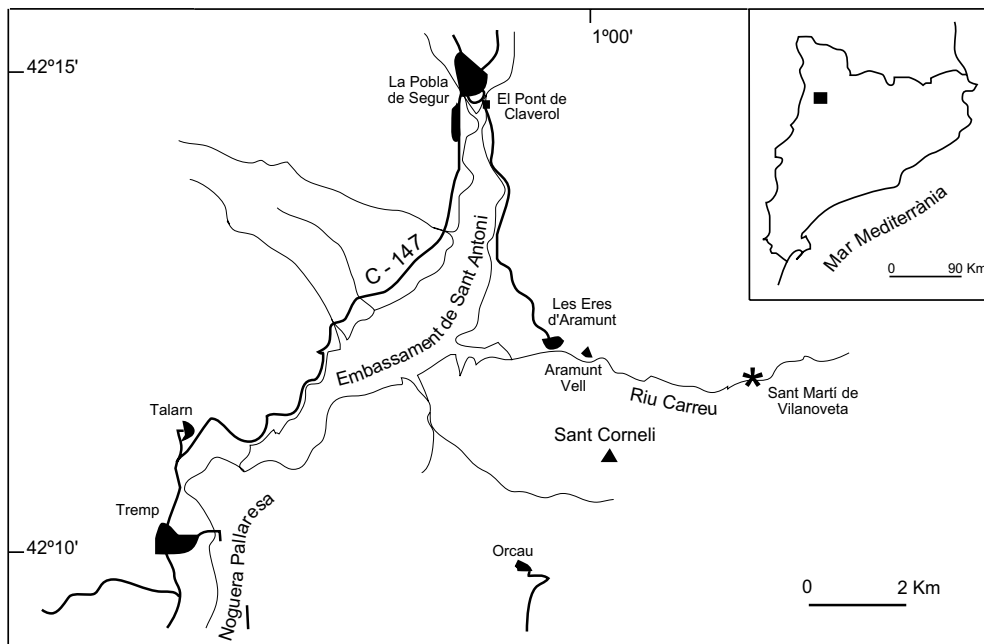 1º00'
42º15'
La Pobla
de Segur
El Pont de
Claverol
Mar Mediterrània
0 90 Km
C - 147
Embassament de Sant Antoni
Les Eres
d'Aramunt
Aramunt
Vell
Riu Carreu
Sant Martí de
Vilanoveta
Talarn
Sant Corneli
Tremp
Noguera Pallaresa
42º10'
Orcau
0 2 Km